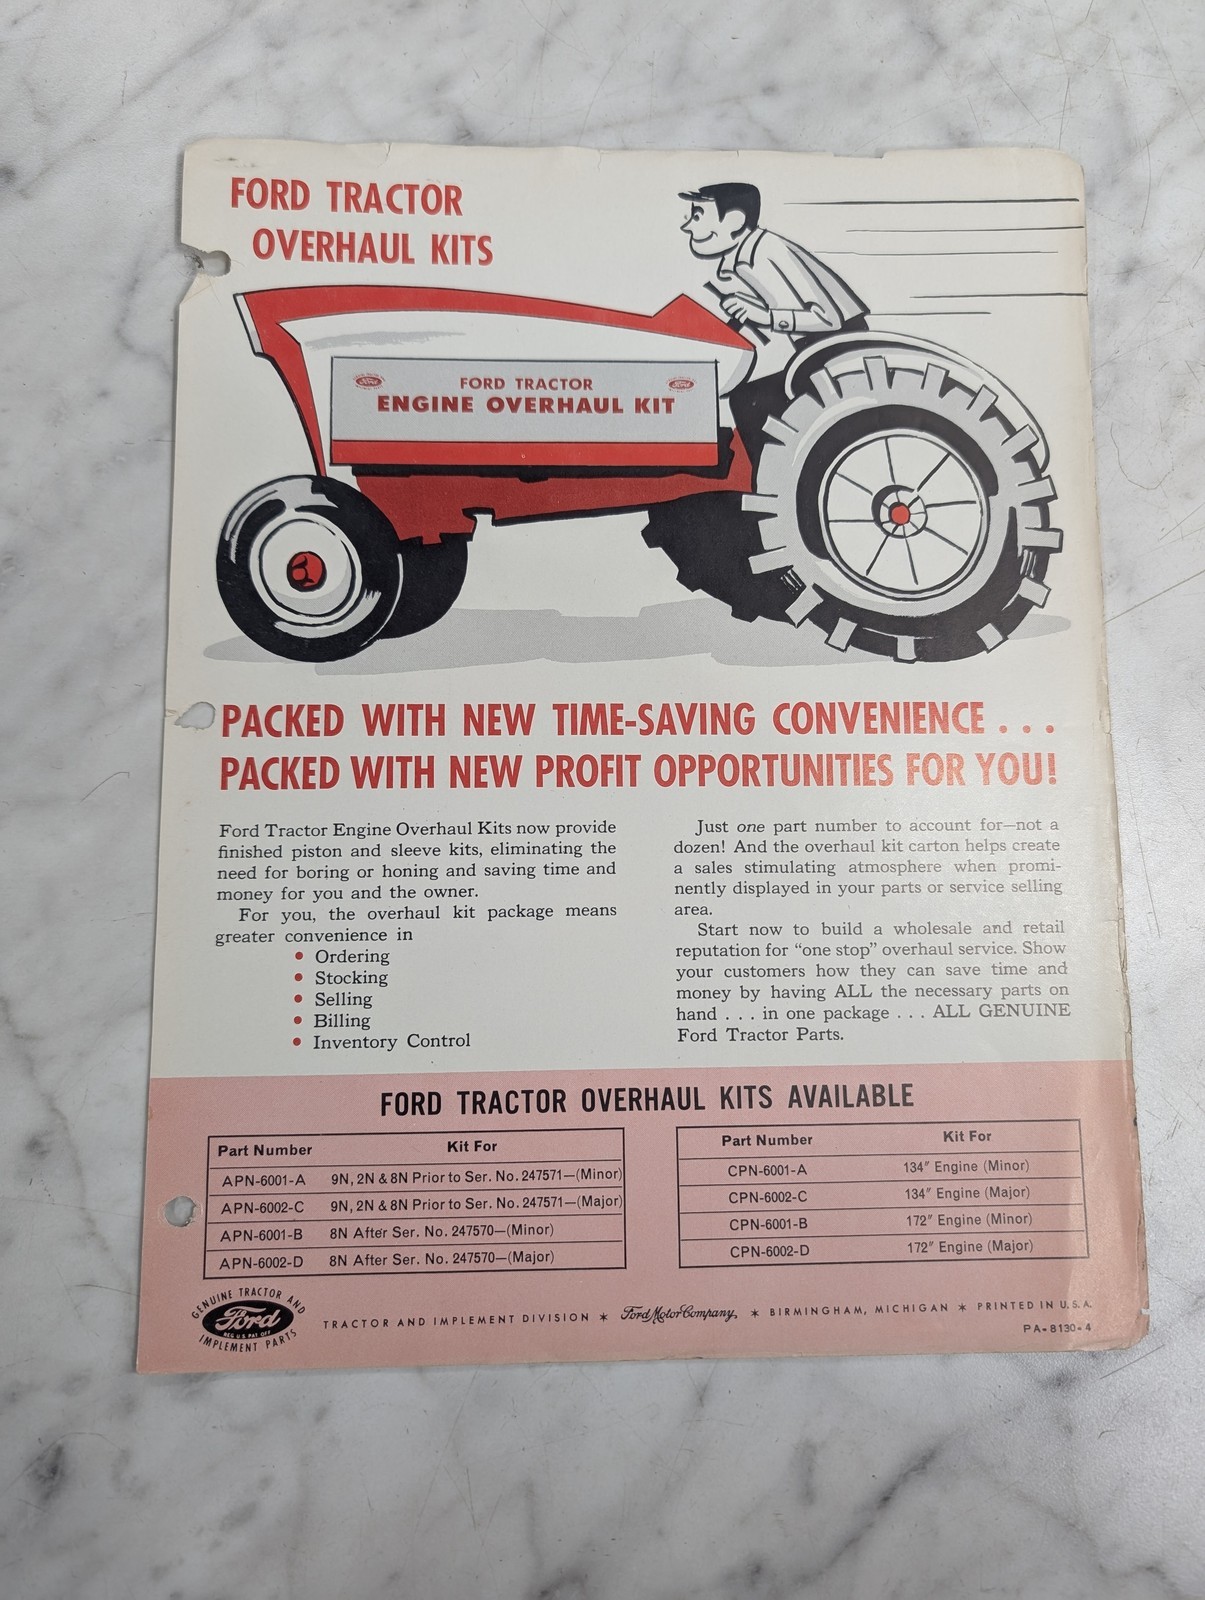 FORD TRACTOR
OVERHAUL KITS
Ford
Ford
FORD TRACTOR
ENGINE OVERHAUL KIT
PACKED WITH NEW TIME-SAVING CONVENIENCE . . .
PACKED WITH NEW PROFIT OPPORTUNITIES FOR YOU!
Ford Tractor Engine Overhaul Kits now provide
finished piston and sleeve kits, eliminating the
need for boring or honing and saving time and
money for you and the owner.
For you, the overhaul kit package means
greater convenience in
• Ordering
• Stocking
• Selling
• Billing
• Inventory Control
Just one part number to account for—not a
dozen! And the overhaul kit carton helps create
a sales stimulating atmosphere when promi-
nently displayed in your parts or service selling
area.
Start now to build a wholesale and retail
reputation for "one stop" overhaul service. Show
your customers how they can save time and
money by having ALL the necessary parts on
hand . . . in one package . . . ALL GENUINE
Ford Tractor Parts.
FORD TRACTOR OVERHAUL KITS AVAILABLE
Part Number Kit For
APN-6001-A 9N, 2N & 8N Prior to Ser. No. 247571—(Minor)
APN-6002-C 9N, 2N & 8N Prior to Ser. No. 247571—(Major)
APN-6001-B 8N After Ser. No. 247570—(Minor)
APN-6002-D 8N After Ser. No. 247570—(Major)
Part Number Kit For
CPN-6001-A 134" Engine (Minor)
CPN-6002-C 134" Engine (Major)
CPN-6001-B 172" Engine (Minor)
CPN-6002-D 172" Engine (Major)
GENUINE TRACTOR AND
Ford
REG. U.S. PAT. OFF.
IMPLEMENT PARTS
TRACTOR AND IMPLEMENT DIVISION * Ford Motor Company, * BIRMINGHAM, MICHIGAN * PRINTED IN U.S.A.
PA-8130-4